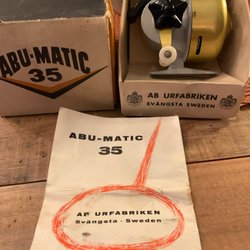 ABU-MATIC
35
AB URFABRIKEN
SVÄNGSTA SWEDEN
ABU-MATIC
35
AB URFABRIKEN
Svängsta - Sweden